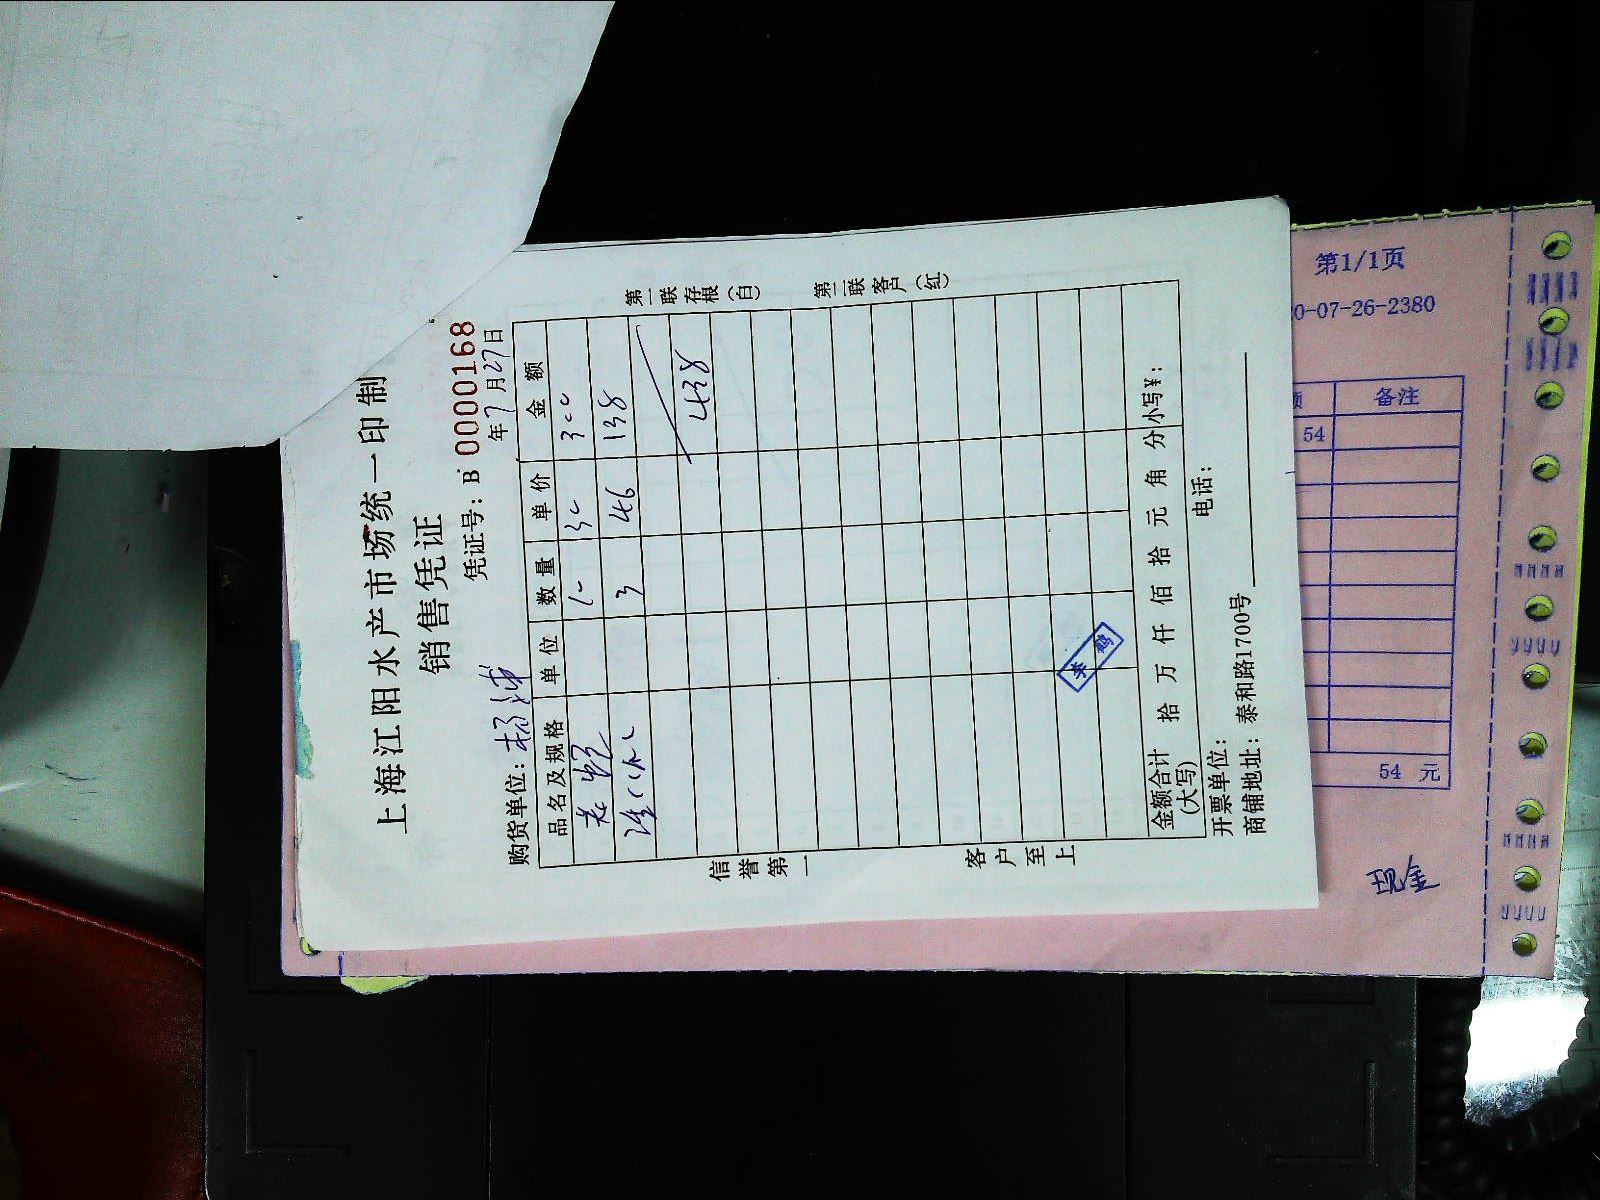 上海江阳水产市场统一印制
销售凭证
凭证号：B 0000168
购货单位：杨浦 年7月27日
品名及规格 单位 数量 单价 金额
10 30 300
3 46 138
438
金额合计(大写) 拾 万 仟 佰 拾 元 角 分 小写¥：
开票单位： 电话：
商铺地址：泰和路1700号
信誉第一 客户至上
第一联存根（白） 第二联客户（红）
第1/1页
0-07-26-2380
额 备注
54
54 元
现金